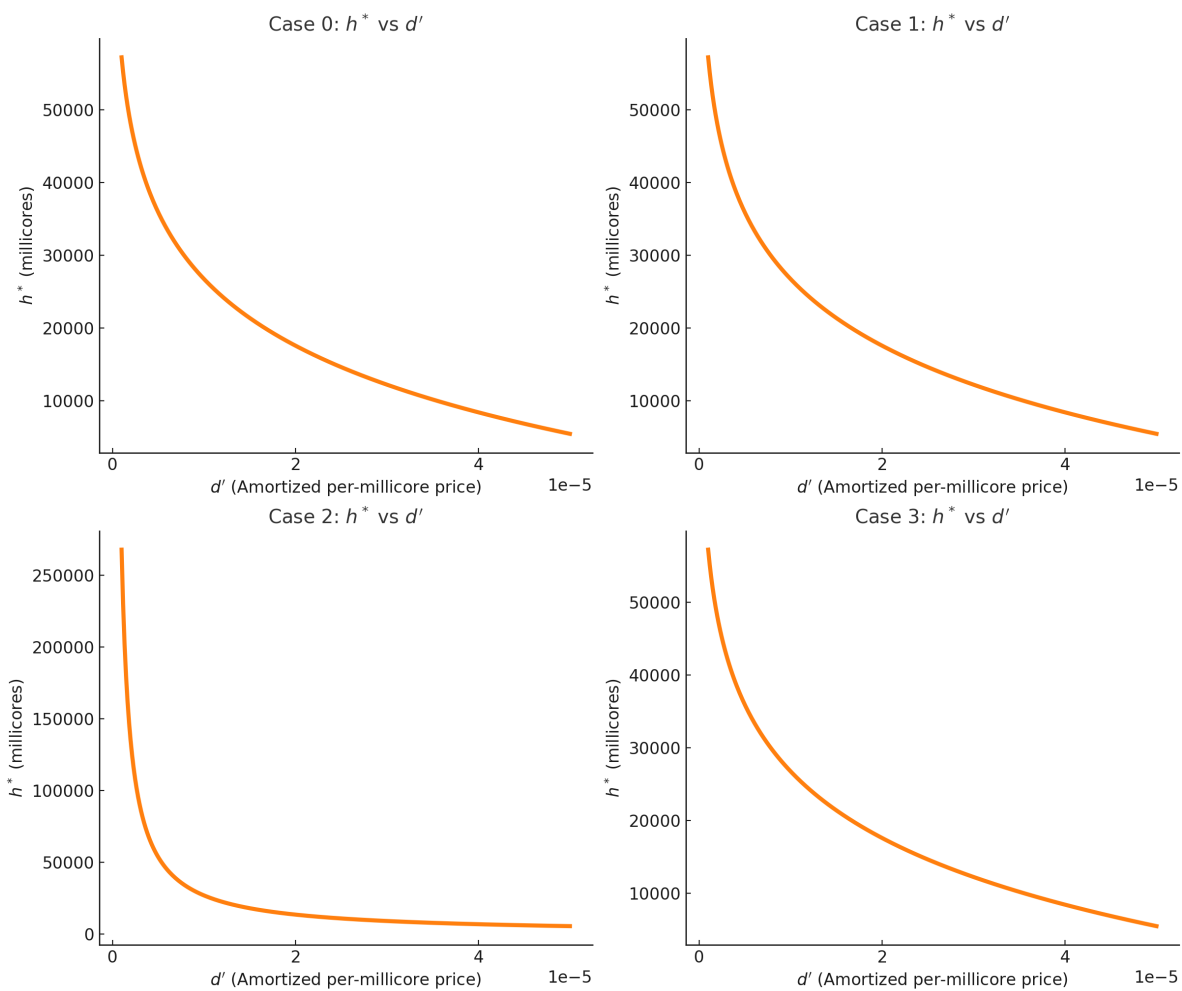 Case 0: h* vs d′
50000
40000
30000
20000
10000
h* (millicores)
0 2 4
1e−5
d′ (Amortized per-millicore price)
Case 1: h* vs d′
50000
40000
30000
20000
10000
h* (millicores)
0 2 4
1e−5
d′ (Amortized per-millicore price)
Case 2: h* vs d′
250000
200000
150000
100000
50000
0
h* (millicores)
0 2 4
1e−5
d′ (Amortized per-millicore price)
Case 3: h* vs d′
50000
40000
30000
20000
10000
h* (millicores)
0 2 4
1e−5
d′ (Amortized per-millicore price)